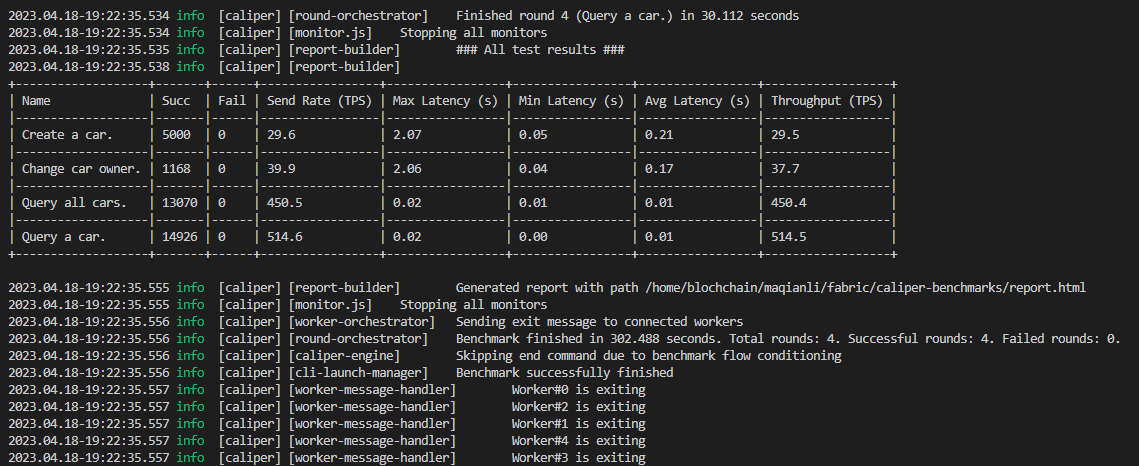 2023.04.18-19:22:35.534 info  [caliper] [round-orchestrator]    Finished round 4 (Query a car.) in 30.112 seconds
2023.04.18-19:22:35.534 info  [caliper] [monitor.js]    Stopping all monitors
2023.04.18-19:22:35.535 info  [caliper] [report-builder]        ### All test results ###
2023.04.18-19:22:35.538 info  [caliper] [report-builder]
+-------------------+-------+------+-----------------+-----------------+-----------------+-----------------+------------------+
| Name              | Succ  | Fail | Send Rate (TPS) | Max Latency (s) | Min Latency (s) | Avg Latency (s) | Throughput (TPS) |
|-------------------|-------|------|-----------------|-----------------|-----------------|-----------------|------------------|
| Create a car.     | 5000  | 0    | 29.6            | 2.07            | 0.05            | 0.21            | 29.5             |
|-------------------|-------|------|-----------------|-----------------|-----------------|-----------------|------------------|
| Change car owner. | 1168  | 0    | 39.9            | 2.06            | 0.04            | 0.17            | 37.7             |
|-------------------|-------|------|-----------------|-----------------|-----------------|-----------------|------------------|
| Query all cars.   | 13070 | 0    | 450.5           | 0.02            | 0.01            | 0.01            | 450.4            |
|-------------------|-------|------|-----------------|-----------------|-----------------|-----------------|------------------|
| Query a car.      | 14926 | 0    | 514.6           | 0.02            | 0.00            | 0.01            | 514.5            |
+-------------------+-------+------+-----------------+-----------------+-----------------+-----------------+------------------+
2023.04.18-19:22:35.555 info  [caliper] [report-builder]        Generated report with path /home/blochchain/maqianli/fabric/caliper-benchmarks/report.html
2023.04.18-19:22:35.555 info  [caliper] [monitor.js]    Stopping all monitors
2023.04.18-19:22:35.556 info  [caliper] [worker-orchestrator]   Sending exit message to connected workers
2023.04.18-19:22:35.556 info  [caliper] [round-orchestrator]    Benchmark finished in 302.488 seconds. Total rounds: 4. Successful rounds: 4. Failed rounds: 0.
2023.04.18-19:22:35.556 info  [caliper] [caliper-engine]        Skipping end command due to benchmark flow conditioning
2023.04.18-19:22:35.556 info  [caliper] [cli-launch-manager]    Benchmark successfully finished
2023.04.18-19:22:35.557 info  [caliper] [worker-message-handler]        Worker#0 is exiting
2023.04.18-19:22:35.557 info  [caliper] [worker-message-handler]        Worker#2 is exiting
2023.04.18-19:22:35.557 info  [caliper] [worker-message-handler]        Worker#1 is exiting
2023.04.18-19:22:35.557 info  [caliper] [worker-message-handler]        Worker#4 is exiting
2023.04.18-19:22:35.557 info  [caliper] [worker-message-handler]        Worker#3 is exiting